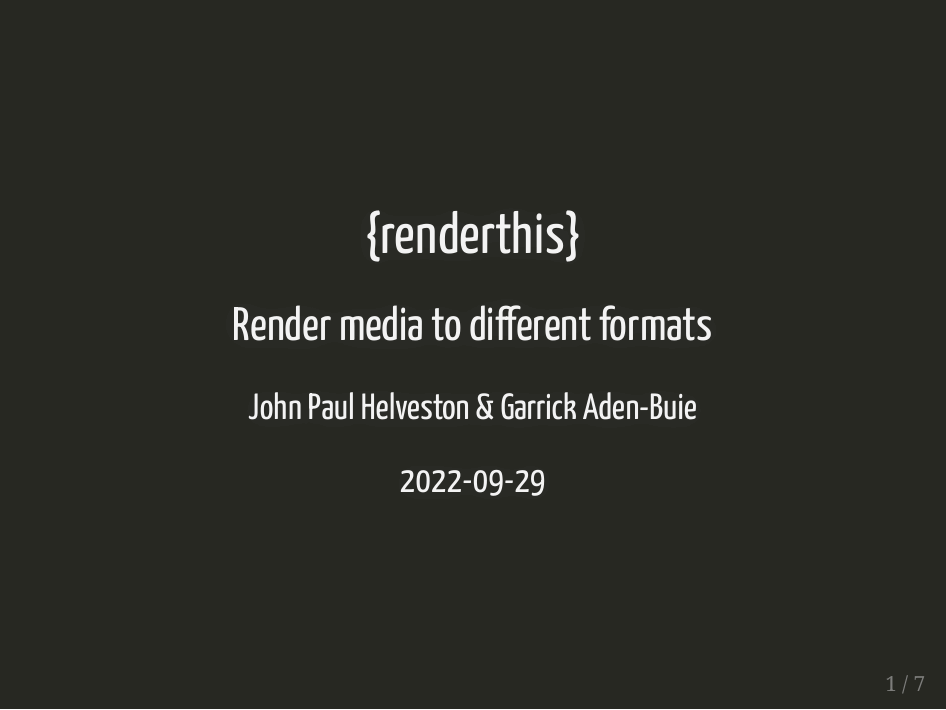 {renderthis}
Render media to different formats
John Paul Helveston & Garrick Aden-Buie
2022-09-29
1 / 7